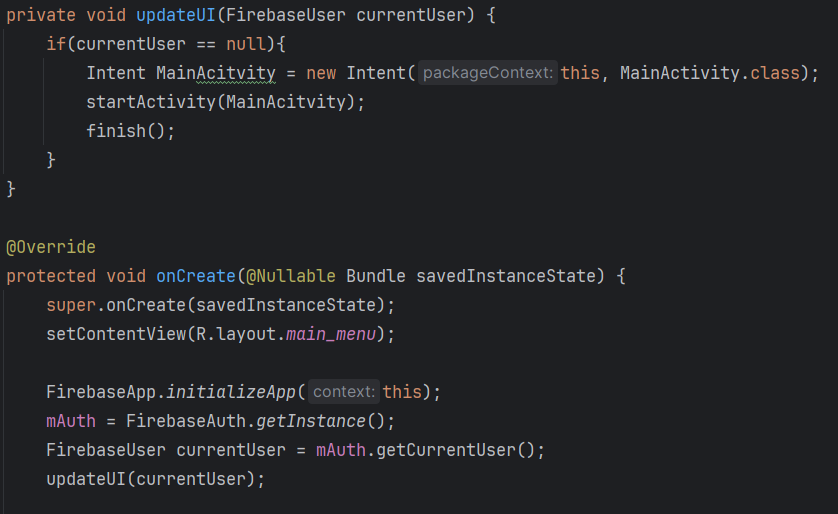 private void updateUI(FirebaseUser currentUser) {
if(currentUser == null){
Intent MainAcitvity = new Intent( packageContext: this, MainActivity.class);
startActivity(MainAcitvity);
finish();
}
}
@Override
protected void onCreate(@Nullable Bundle savedInstanceState) {
super.onCreate(savedInstanceState);
setContentView(R.layout.main_menu);
FirebaseApp.initializeApp( context: this);
mAuth = FirebaseAuth.getInstance();
FirebaseUser currentUser = mAuth.getCurrentUser();
updateUI(currentUser);